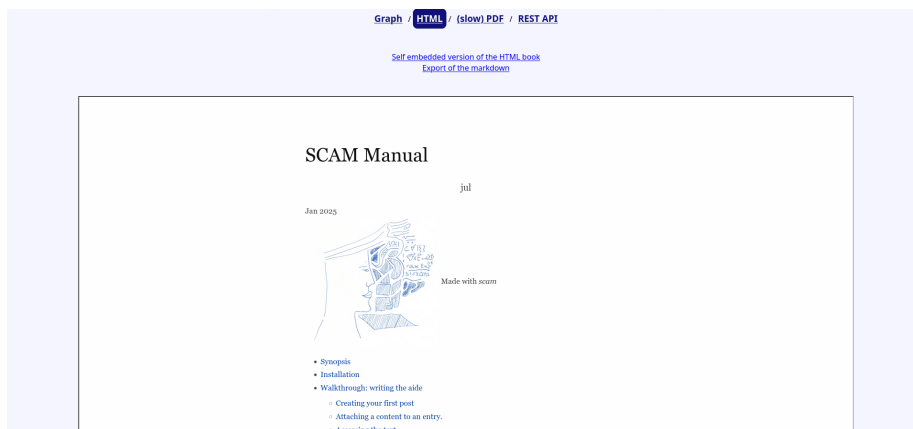 Graph / HTML / (slow) PDF / REST API
Self embedded version of the HTML book
Export of the markdown
SCAM Manual
jul
Jan 2025
Made with scam
• Synopsis
• Installation
• Walkthrough: writing the aide
◦ Creating your first post
◦ Attaching a content to an entry.